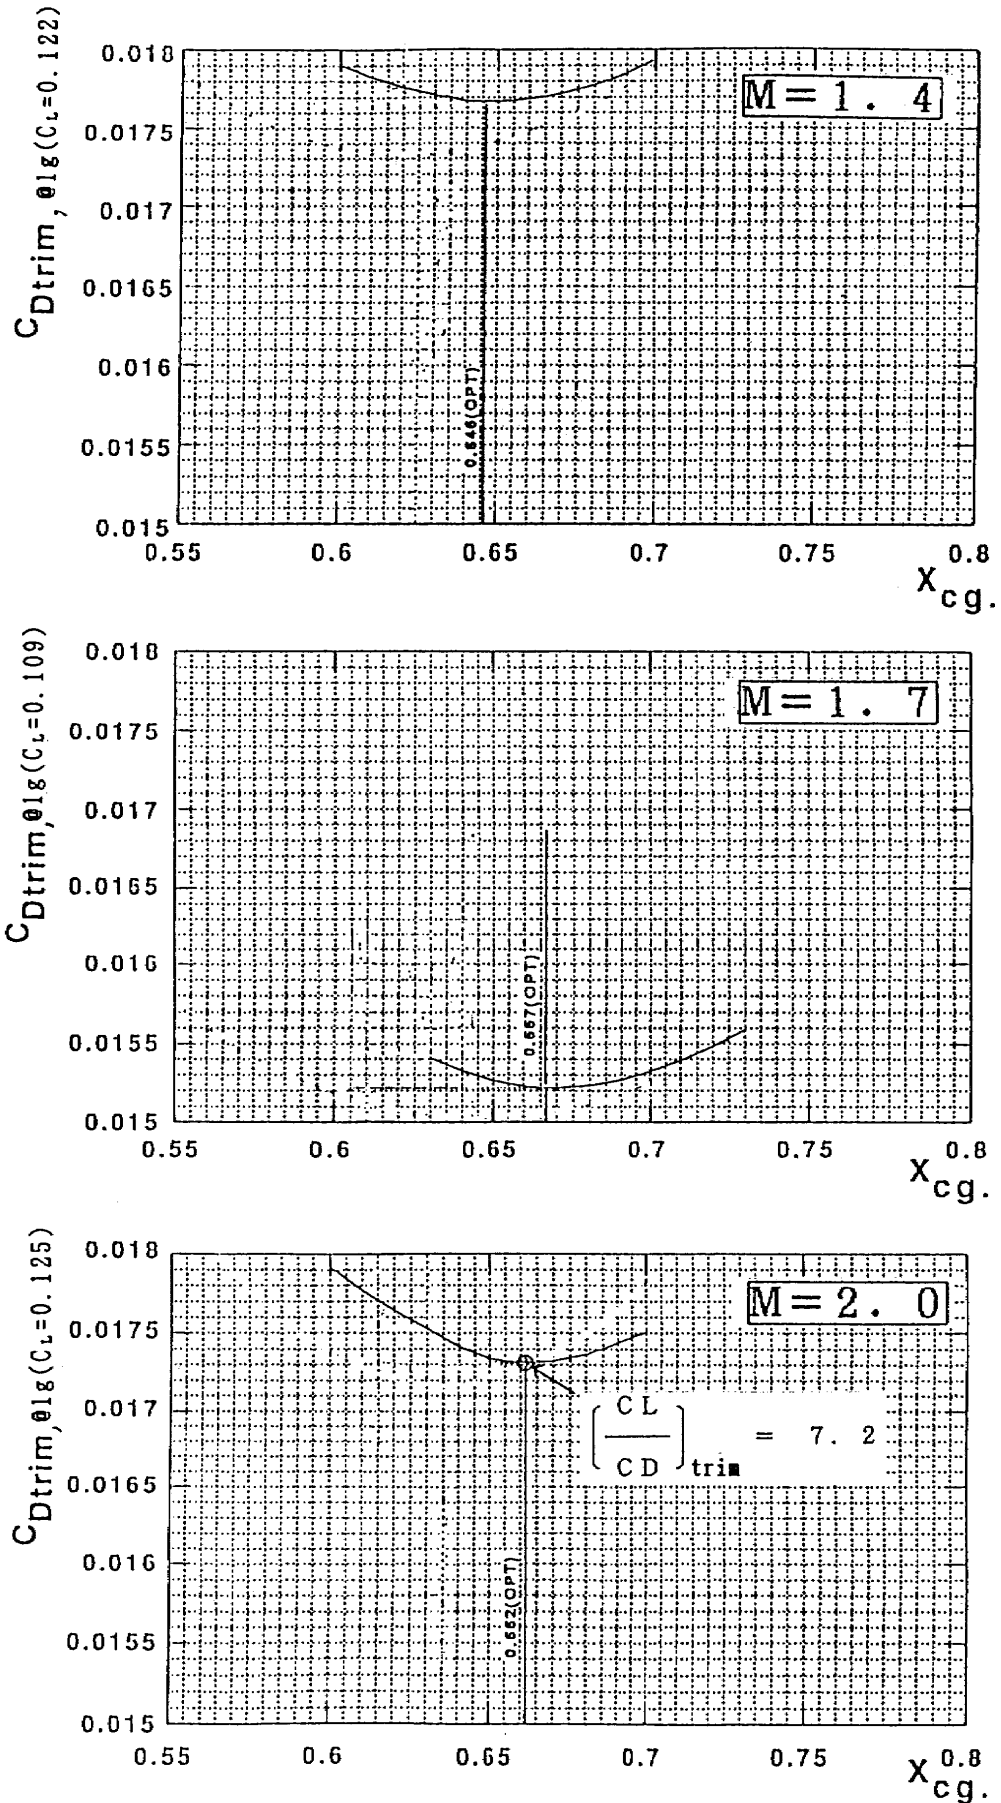 0.018
0.0175
0.017
0.0165
0.016
0.0155
0.015
0.55 0.6 0.65 0.7 0.75 0.8
CDtrim, @1g(CL=0.122)
Xcg.
M=1. 4
0.646(OPT)
0.018
0.0175
0.017
0.0165
0.016
0.0155
0.015
0.55 0.6 0.65 0.7 0.75 0.8
CDtrim,@1g(CL=0.109)
Xcg.
M=1. 7
0.667(OPT)
0.018
0.0175
0.017
0.0165
0.016
0.0155
0.015
0.55 0.6 0.65 0.7 0.75 0.8
CDtrim,@1g(CL=0.125)
Xcg.
M=2. 0
(CL/CD)trim = 7. 2
0.662(OPT)